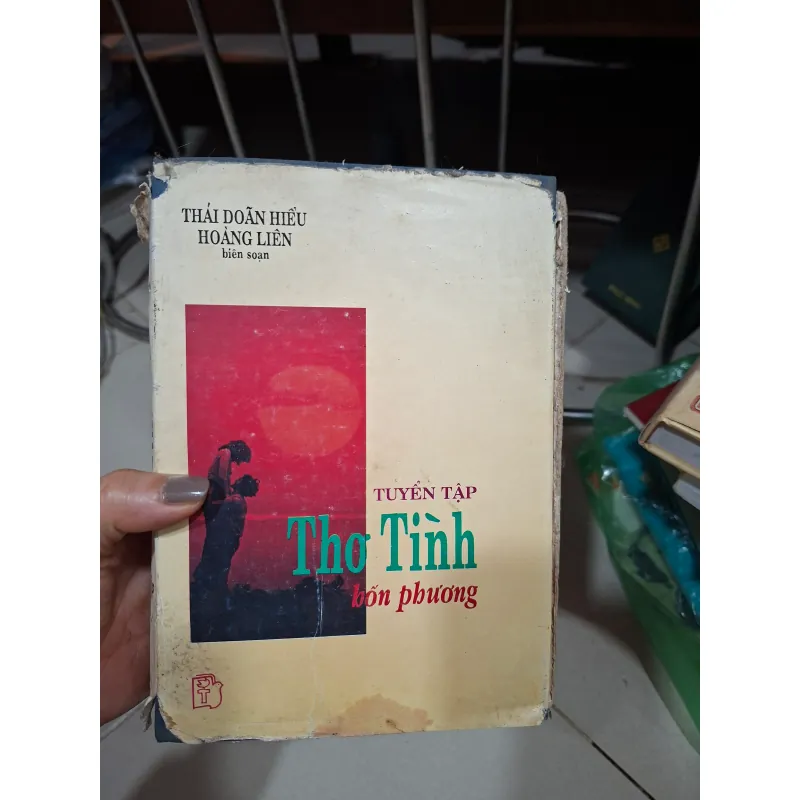 THÁI DOÃN HIỂU
HOÀNG LIÊN
biên soạn
TUYỂN TẬP
Thơ Tình
bốn phương